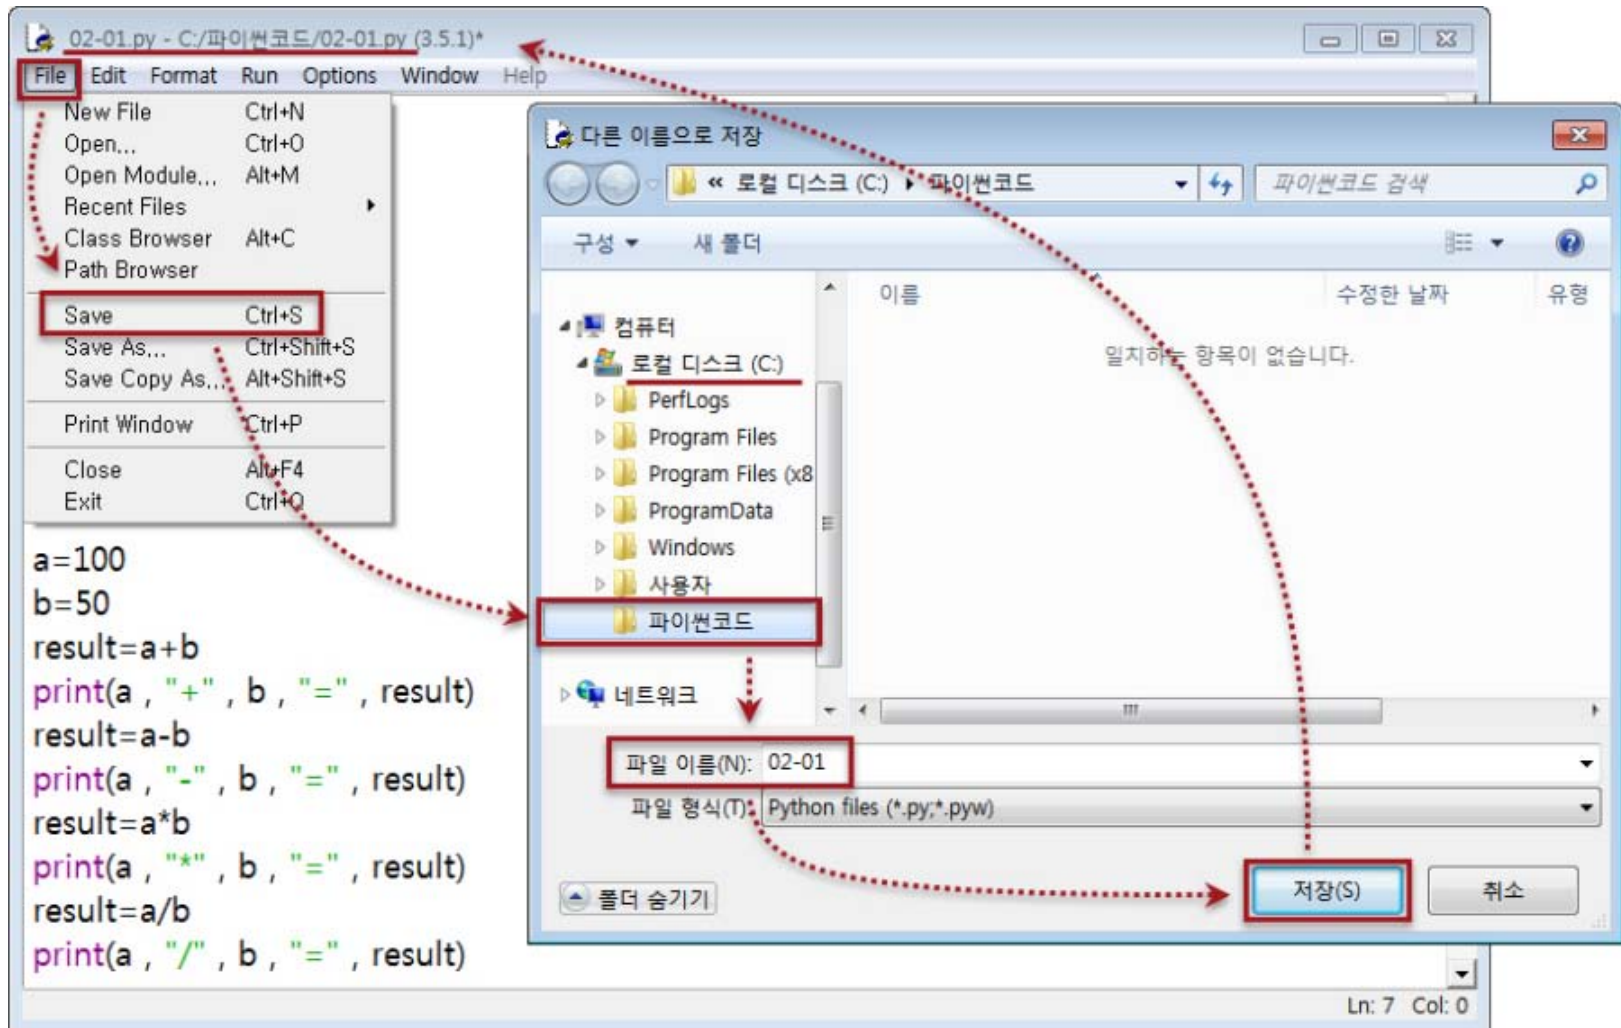 02-01.py - C:/파이썬코드/02-01.py (3.5.1)*
File Edit Format Run Options Window Help
New File Ctrl+N
Open... Ctrl+O
Open Module... Alt+M
Recent Files
Class Browser Alt+C
Path Browser
Save Ctrl+S
Save As... Ctrl+Shift+S
Save Copy As... Alt+Shift+S
Print Window Ctrl+P
Close Alt+F4
Exit Ctrl+Q
a=100
b=50
result=a+b
print(a , "+" , b , "=" , result)
result=a-b
print(a , "-" , b , "=" , result)
result=a*b
print(a , "*" , b , "=" , result)
result=a/b
print(a , "/" , b , "=" , result)
다른 이름으로 저장
« 로컬 디스크 (C:) 파이썬코드 파이썬코드 검색
구성 새 폴더
이름 수정한 날짜 유형
일치하는 항목이 없습니다.
컴퓨터
로컬 디스크 (C:)
PerfLogs
Program Files
Program Files (x8
ProgramData
Windows
사용자
파이썬코드
네트워크
파일 이름(N): 02-01
파일 형식(T): Python files (*.py;*.pyw)
폴더 숨기기 저장(S) 취소
Ln: 7 Col: 0